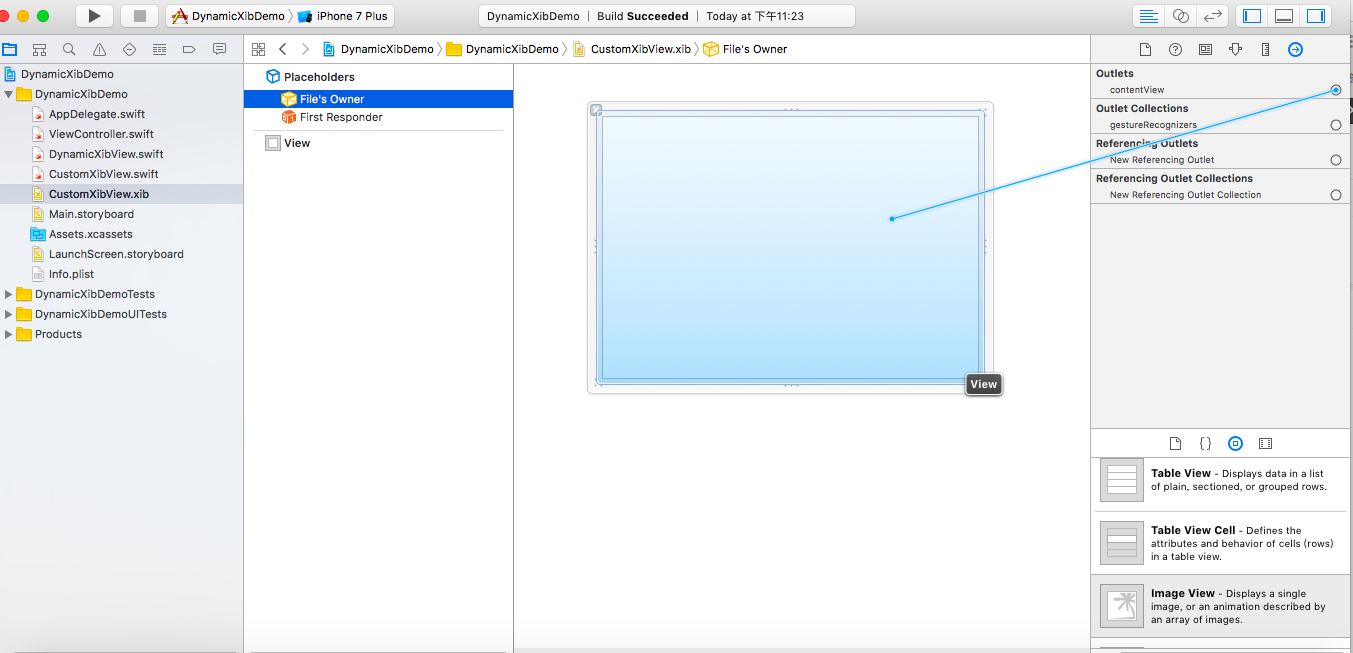 DynamicXibDemo
iPhone 7 Plus
DynamicXibDemo | Build Succeeded | Today at 下午11:23
DynamicXibDemo
DynamicXibDemo
CustomXibView.xib
File's Owner
DynamicXibDemo
DynamicXibDemo
AppDelegate.swift
ViewController.swift
DynamicXibView.swift
CustomXibView.swift
CustomXibView.xib
Main.storyboard
Assets.xcassets
LaunchScreen.storyboard
Info.plist
DynamicXibDemoTests
DynamicXibDemoUITests
Products
Placeholders
File's Owner
First Responder
View
View
Outlets
contentView
Outlet Collections
gestureRecognizers
Referencing Outlets
New Referencing Outlet
Referencing Outlet Collections
New Referencing Outlet Collection
{ }
Table View - Displays data in a list
of plain, sectioned, or grouped rows.
Table View Cell - Defines the
attributes and behavior of cells (rows)
in a table view.
Image View - Displays a single
image, or an animation described by
an array of images.